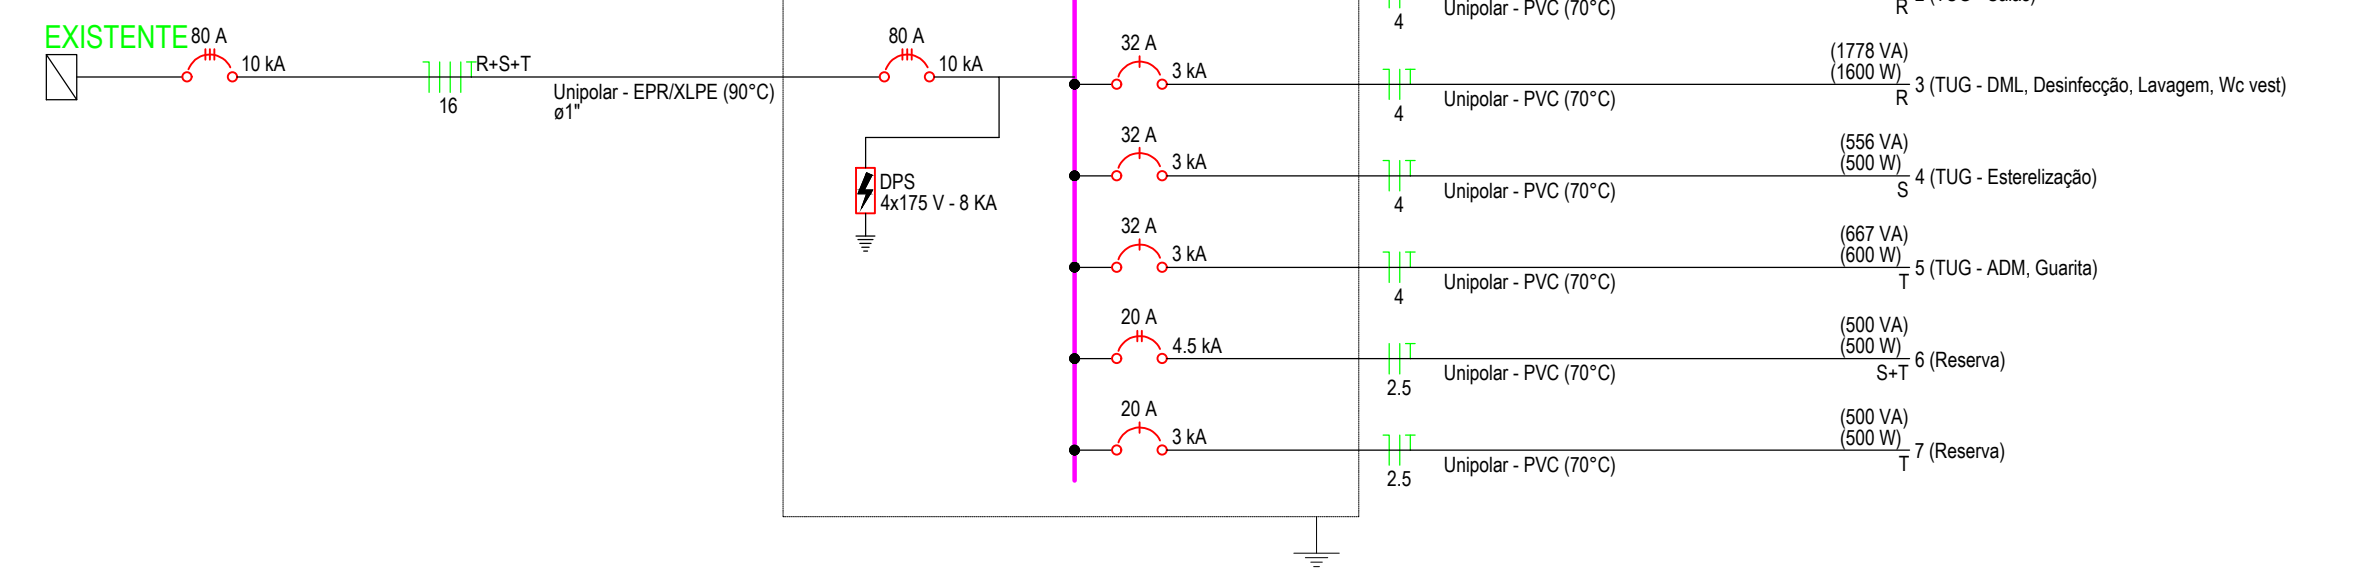 Unipolar - PVC (70°C)
4
R
EXISTENTE
80 A
10 kA
R+S+T
16
Unipolar - EPR/XLPE (90°C)
ø1"
80 A
10 kA
DPS
4x175 V - 8 KA
32 A
3 kA
4
Unipolar - PVC (70°C)
(1778 VA)
(1600 W)
R
3 (TUG - DML, Desinfecção, Lavagem, Wc vest)
32 A
3 kA
4
Unipolar - PVC (70°C)
(556 VA)
(500 W)
S
4 (TUG - Esterelização)
32 A
3 kA
4
Unipolar - PVC (70°C)
(667 VA)
(600 W)
T
5 (TUG - ADM, Guarita)
20 A
4.5 kA
2.5
Unipolar - PVC (70°C)
(500 VA)
(500 W)
S+T
6 (Reserva)
20 A
3 kA
2.5
Unipolar - PVC (70°C)
(500 VA)
(500 W)
T
7 (Reserva)